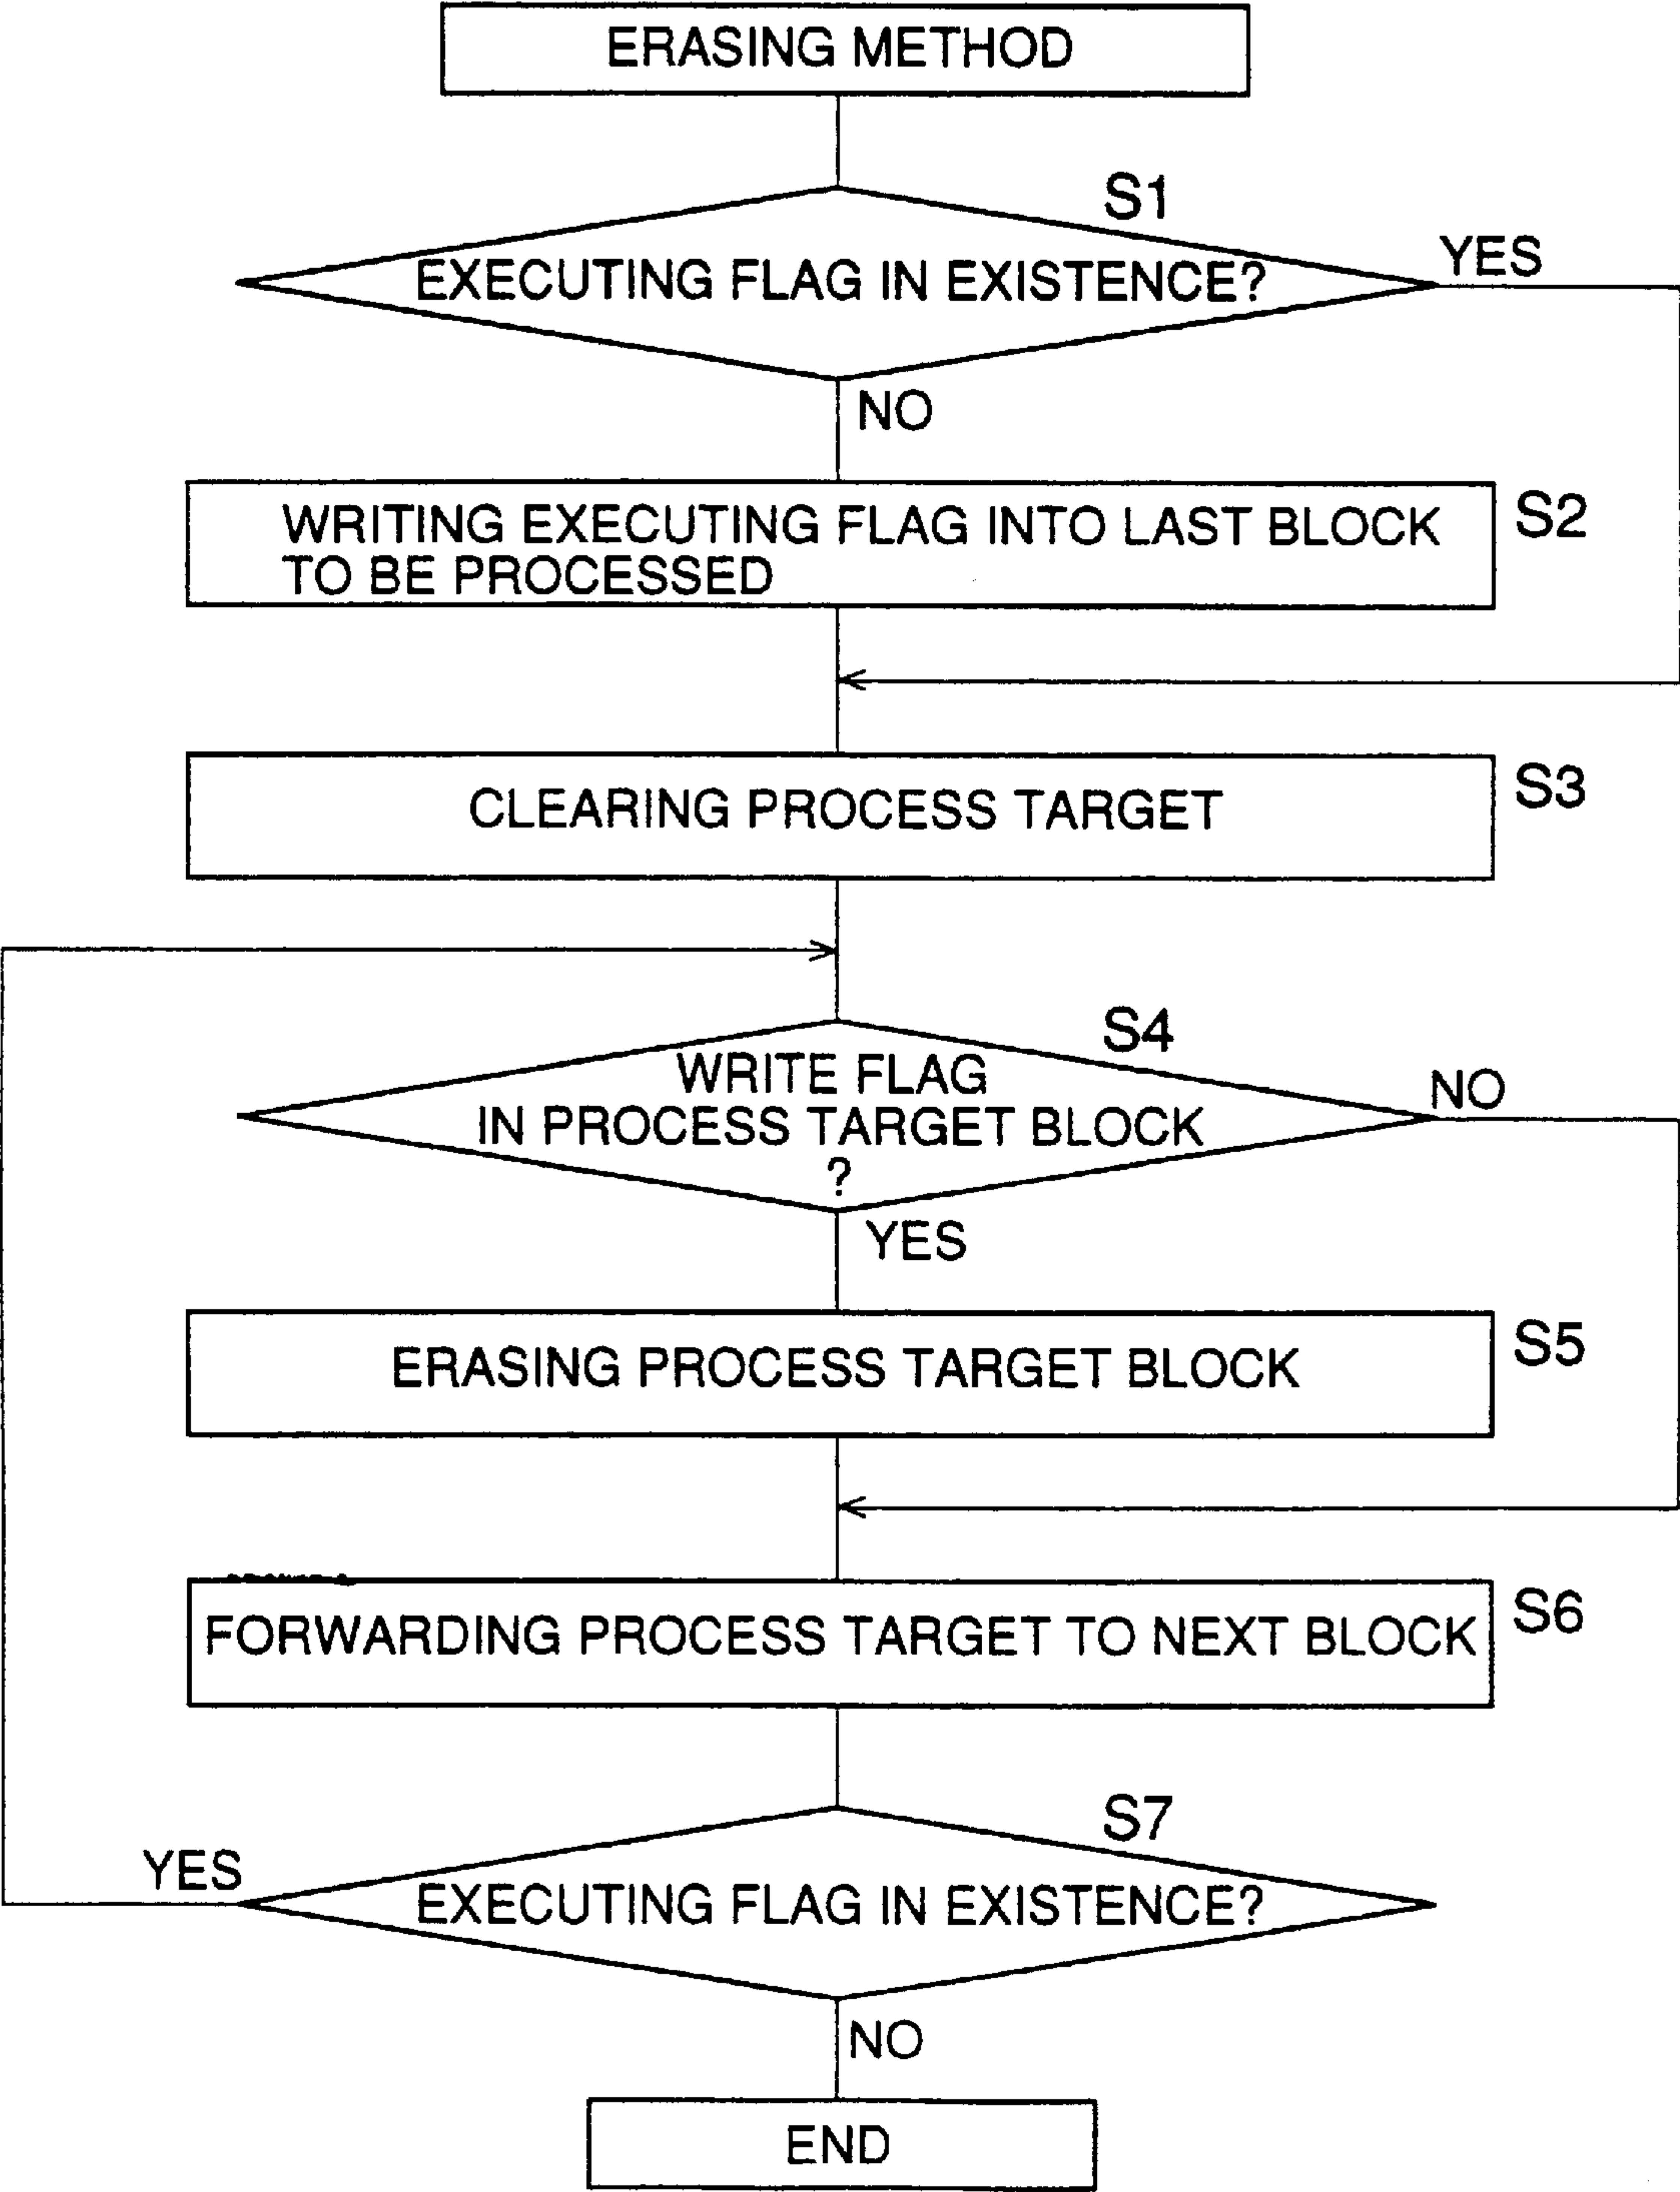 ERASING METHOD
S1
EXECUTING FLAG IN EXISTENCE?
YES
NO
WRITING EXECUTING FLAG INTO LAST BLOCK
TO BE PROCESSED
S2
CLEARING PROCESS TARGET
S3
S4
WRITE FLAG
IN PROCESS TARGET BLOCK
?
NO
YES
ERASING PROCESS TARGET BLOCK
S5
FORWARDING PROCESS TARGET TO NEXT BLOCK
S6
S7
YES
EXECUTING FLAG IN EXISTENCE?
NO
END